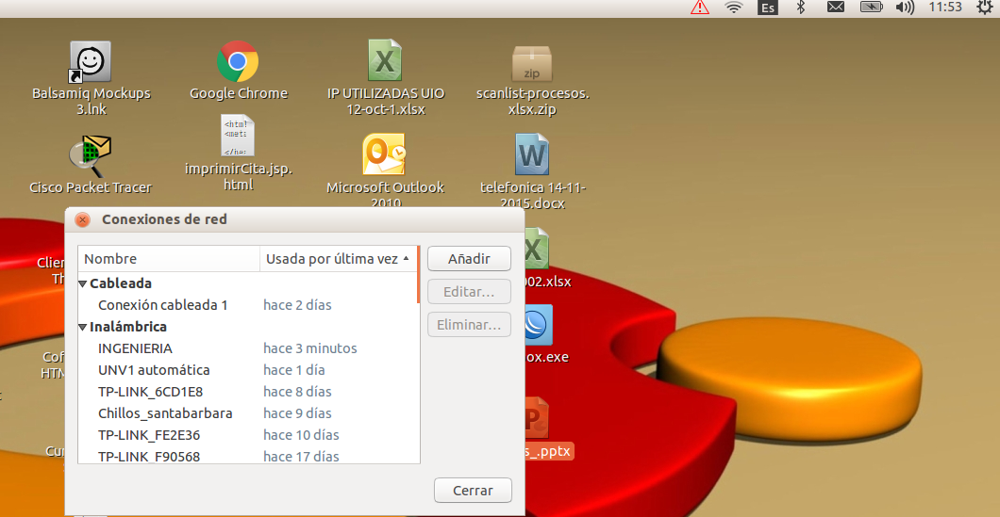 Es
11:53
Balsamiq Mockups
3.lnk
Google Chrome
IP UTILIZADAS UIO
12-oct-1.xlsx
zip
scanlist-procesos.
xlsx.zip
<html
<meta
</he
imprimirCita.jsp.
html
Cisco Packet Tracer
Microsoft Outlook
2010
telefonica 14-11-
2015.docx
Conexiones de red
Nombre
Usada por última vez
Añadir
Cableada
Editar...
Conexión cableada 1
hace 2 días
Inalámbrica
Eliminar...
INGENIERIA
hace 3 minutos
UNV1 automática
hace 1 día
TP-LINK_6CD1E8
hace 8 días
Chillos_santabarbara
hace 9 días
TP-LINK_FE2E36
hace 10 días
TP-LINK_F90568
hace 17 días
Cerrar
Clien
Th
002.xlsx
Cof
HTM
ox.exe
Cu
s_.pptx